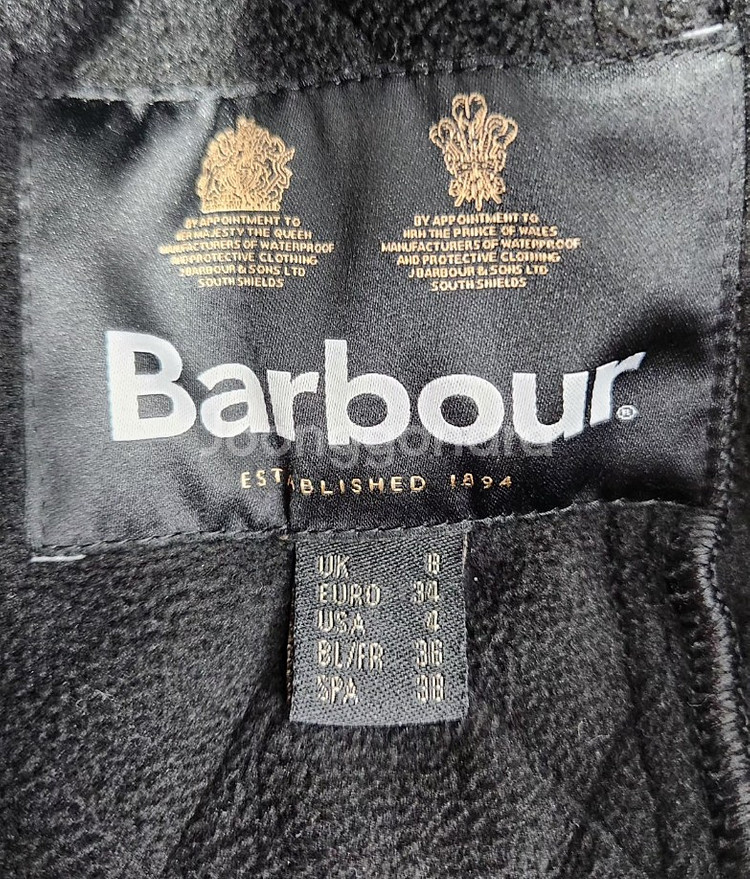 BY APPOINTMENT TO
HER MAJESTY THE QUEEN
MANUFACTURERS OF WATERPROOF
AND PROTECTIVE CLOTHING
J BARBOUR & SONS LTD
SOUTH SHIELDS
BY APPOINTMENT TO
HRH THE PRINCE OF WALES
MANUFACTURERS OF WATERPROOF
AND PROTECTIVE CLOTHING
J BARBOUR & SONS LTD
SOUTH SHIELDS
Barbour®
Joonggonara
ESTABLISHED 1894
UK 8
EURO 34
USA 4
BL/FR 36
SPA 38